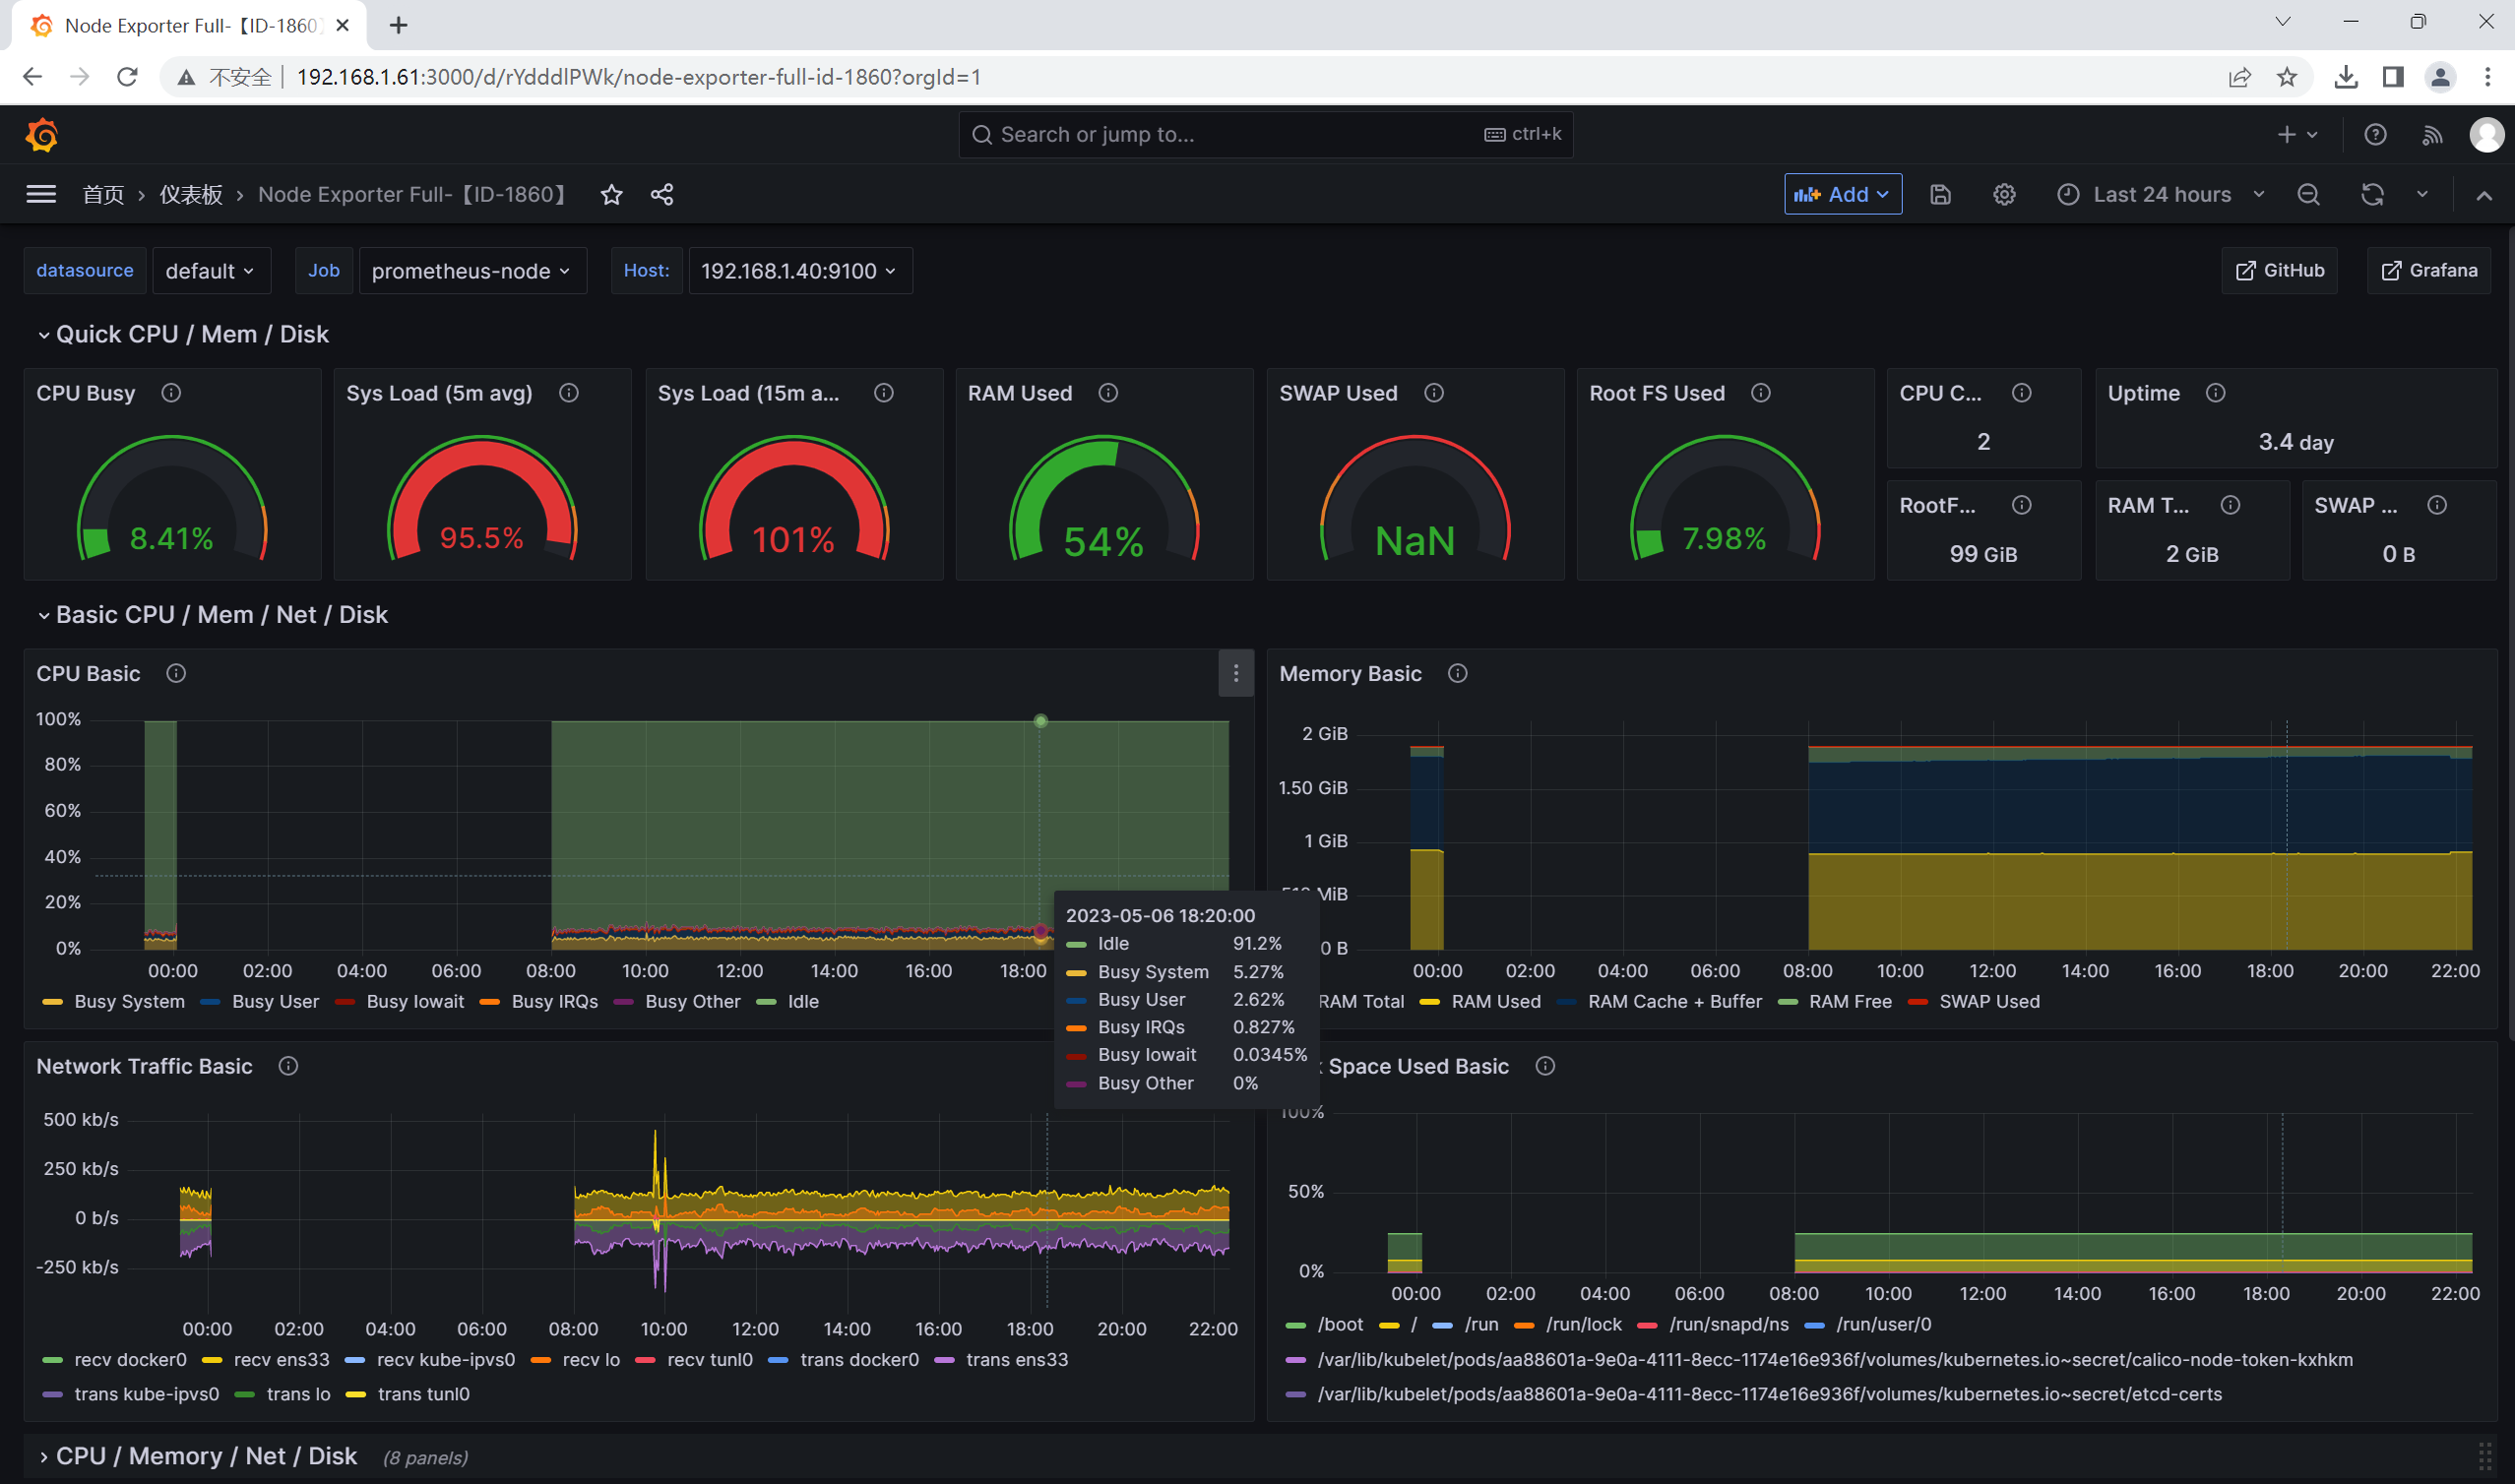 Node Exporter Full-【ID-1860】
不安全 192.168.1.61:3000/d/rYdddlPWk/node-exporter-full-id-1860?orgId=1
Search or jump to... ctrl+k
首页 › 仪表板 › Node Exporter Full-【ID-1860】 Add Last 24 hours
datasource default Job prometheus-node Host: 192.168.1.40:9100 GitHub Grafana
Quick CPU / Mem / Disk
CPU Busy Sys Load (5m avg) Sys Load (15m a... RAM Used SWAP Used Root FS Used CPU C... Uptime
2 3.4 day
RootF... RAM T... SWAP ...
8.41% 95.5% 101% 54% NaN 7.98% 99 GiB 2 GiB 0 B
Basic CPU / Mem / Net / Disk
CPU Basic
100%
80%
60%
40%
20%
0%
00:00 02:00 04:00 06:00 08:00 10:00 12:00 14:00 16:00 18:00
Busy System Busy User Busy Iowait Busy IRQs Busy Other Idle
2023-05-06 18:20:00
Idle 91.2%
Busy System 5.27%
Busy User 2.62%
Busy IRQs 0.827%
Busy Iowait 0.0345%
Busy Other 0%
Memory Basic
2 GiB
1.50 GiB
1 GiB
MiB
0 B
00:00 02:00 04:00 06:00 08:00 10:00 12:00 14:00 16:00 18:00 20:00 22:00
RAM Total RAM Used RAM Cache + Buffer RAM Free SWAP Used
Network Traffic Basic
500 kb/s
250 kb/s
0 b/s
-250 kb/s
00:00 02:00 04:00 06:00 08:00 10:00 12:00 14:00 16:00 18:00 20:00 22:00
recv docker0 recv ens33 recv kube-ipvs0 recv lo recv tunl0 trans docker0 trans ens33
trans kube-ipvs0 trans lo trans tunl0
Space Used Basic
100%
50%
0%
00:00 02:00 04:00 06:00 08:00 10:00 12:00 14:00 16:00 18:00 20:00 22:00
/boot / /run /run/lock /run/snapd/ns /run/user/0
/var/lib/kubelet/pods/aa88601a-9e0a-4111-8ecc-1174e16e936f/volumes/kubernetes.io~secret/calico-node-token-kxhkm
/var/lib/kubelet/pods/aa88601a-9e0a-4111-8ecc-1174e16e936f/volumes/kubernetes.io~secret/etcd-certs
CPU / Memory / Net / Disk (8 panels)